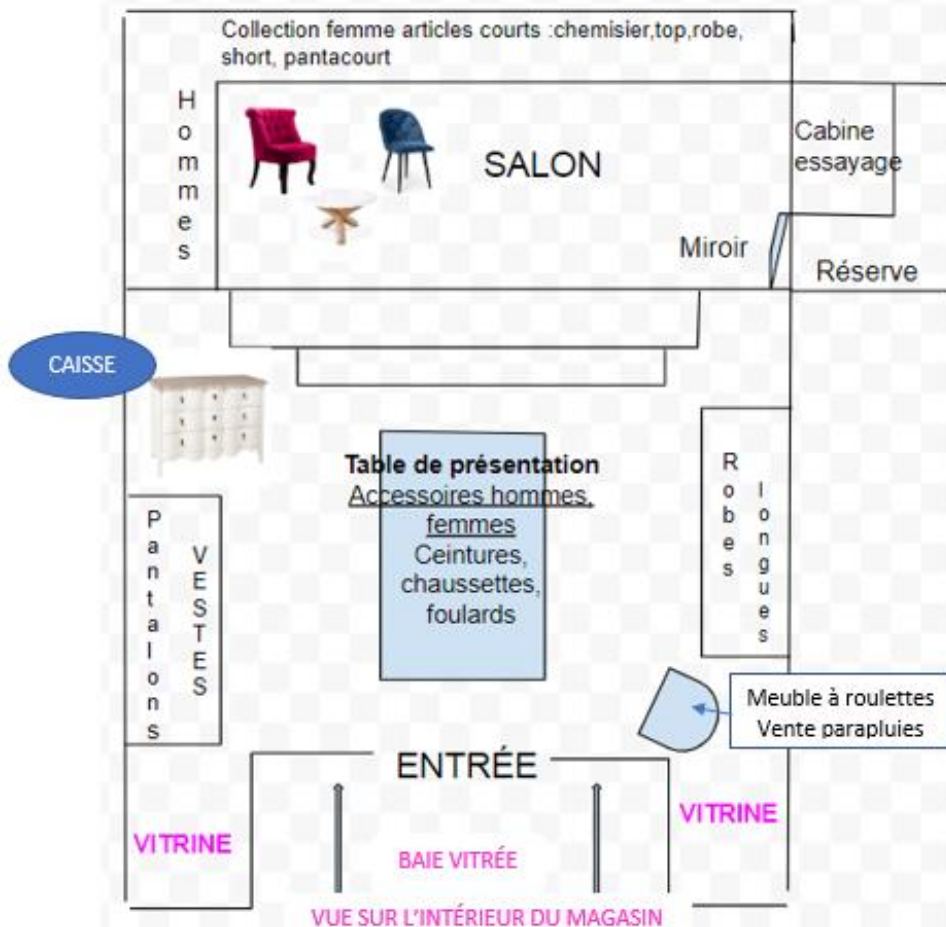 Collection femme articles courts :chemisier,top,robe,
short, pantacourt
Hommes
SALON
Cabine
essayage
Miroir
Réserve
CAISSE
Table de présentation
Accessoires hommes,
femmes
Ceintures,
chaussettes,
foulards
Pantalons
VESTES
Robes
longues
Meuble à roulettes
Vente parapluies
ENTRÉE
VITRINE
VITRINE
BAIE VITRÉE
VUE SUR L'INTÉRIEUR DU MAGASIN